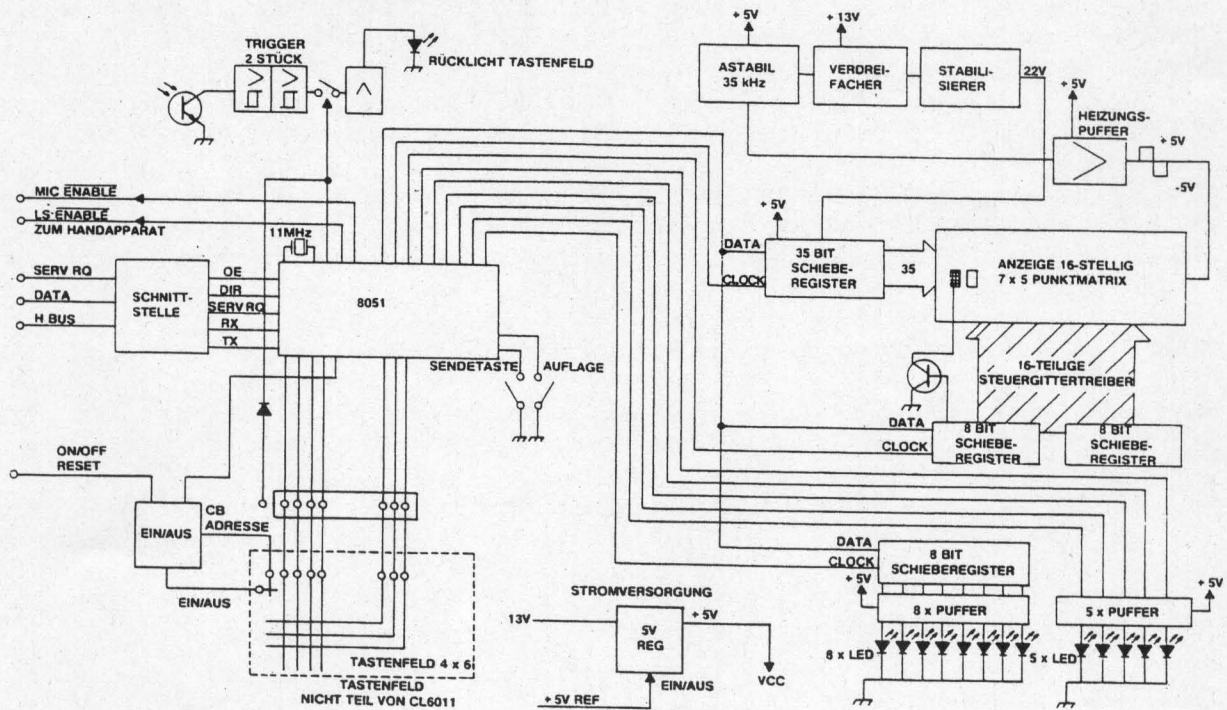 TRIGGER
2 STÜCK
RÜCKLICHT TASTENFELD
+ 5V
+ 13V
ASTABIL
35 kHz
VERDREI-
FACHER
STABILI-
SIERER
22V
+ 5V
HEIZUNGS-
PUFFER
+ 5V
-5V
MIC ENABLE
LS ENABLE
ZUM HANDAPPARAT
11MHz
SERV RQ
DATA
H BUS
SCHNITT-
STELLE
OE
DIR
SERV RQ
RX
TX
8051
SENDETASTE
AUFLAGE
+ 5V
DATA
CLOCK
35 BIT
SCHIEBE-
REGISTER
35
ANZEIGE 16-STELLIG
7 x 5 PUNKTMATRIX
16-TEILIGE
STEUERGITTERTREIBER
DATA
CLOCK
8 BIT
SCHIEBE-
REGISTER
8 BIT
SCHIEBE-
REGISTER
ON/OFF
RESET
EIN/AUS
CB
ADRESSE
EIN/AUS
TASTENFELD 4 x 6
TASTENFELD
NICHT TEIL VON CL6011
STROMVERSORGUNG
13V
5V
REG
+ 5V
VCC
EIN/AUS
+ 5V REF
DATA
CLOCK
8 BIT
SCHIEBEREGISTER
+ 5V
8 x PUFFER
8 x LED
5 x PUFFER
+ 5V
5 x LED